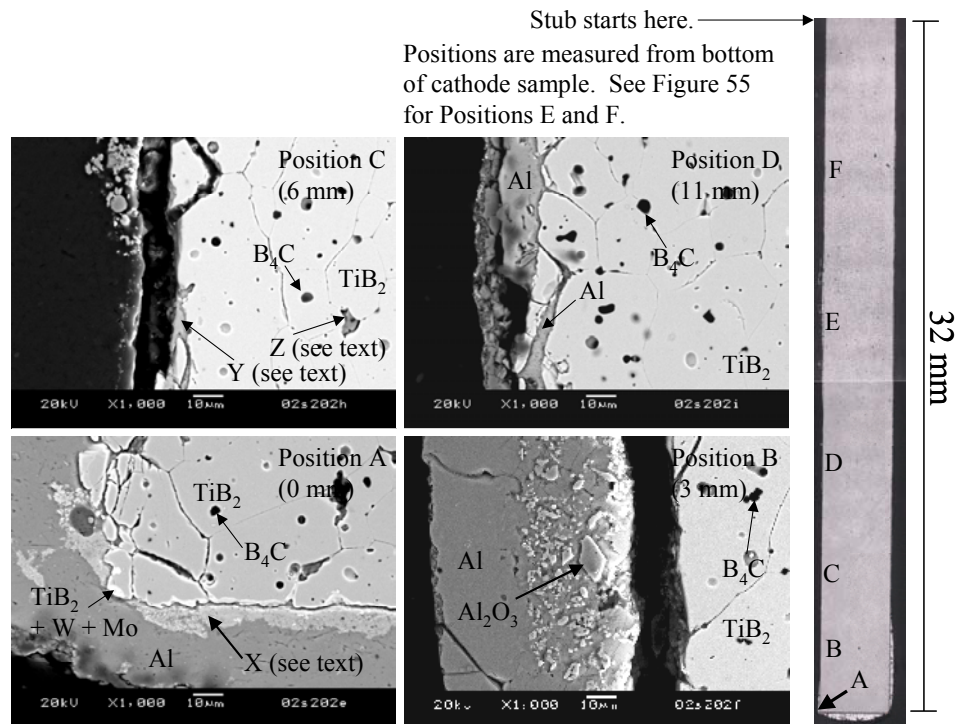 Stub starts here.
Positions are measured from bottom
of cathode sample. See Figure 55
for Positions E and F.
Position C
(6 mm)
B₄C
TiB₂
Z (see text)
Y (see text)
20kV X1,000 10μm 02s202h
Position D
(11 mm)
Al
B₄C
Al
TiB₂
20kV X1,000 10μm 02s202i
Position A
(0 mm)
TiB₂
B₄C
TiB₂
+ W + Mo
Al
X (see text)
20kV X1,000 10μm 02s202e
Position B
(3 mm)
Al
B₄C
Al₂O₃
TiB₂
20kV X1,000 10μm 02s202f
F
E
D
C
B
A
32 mm